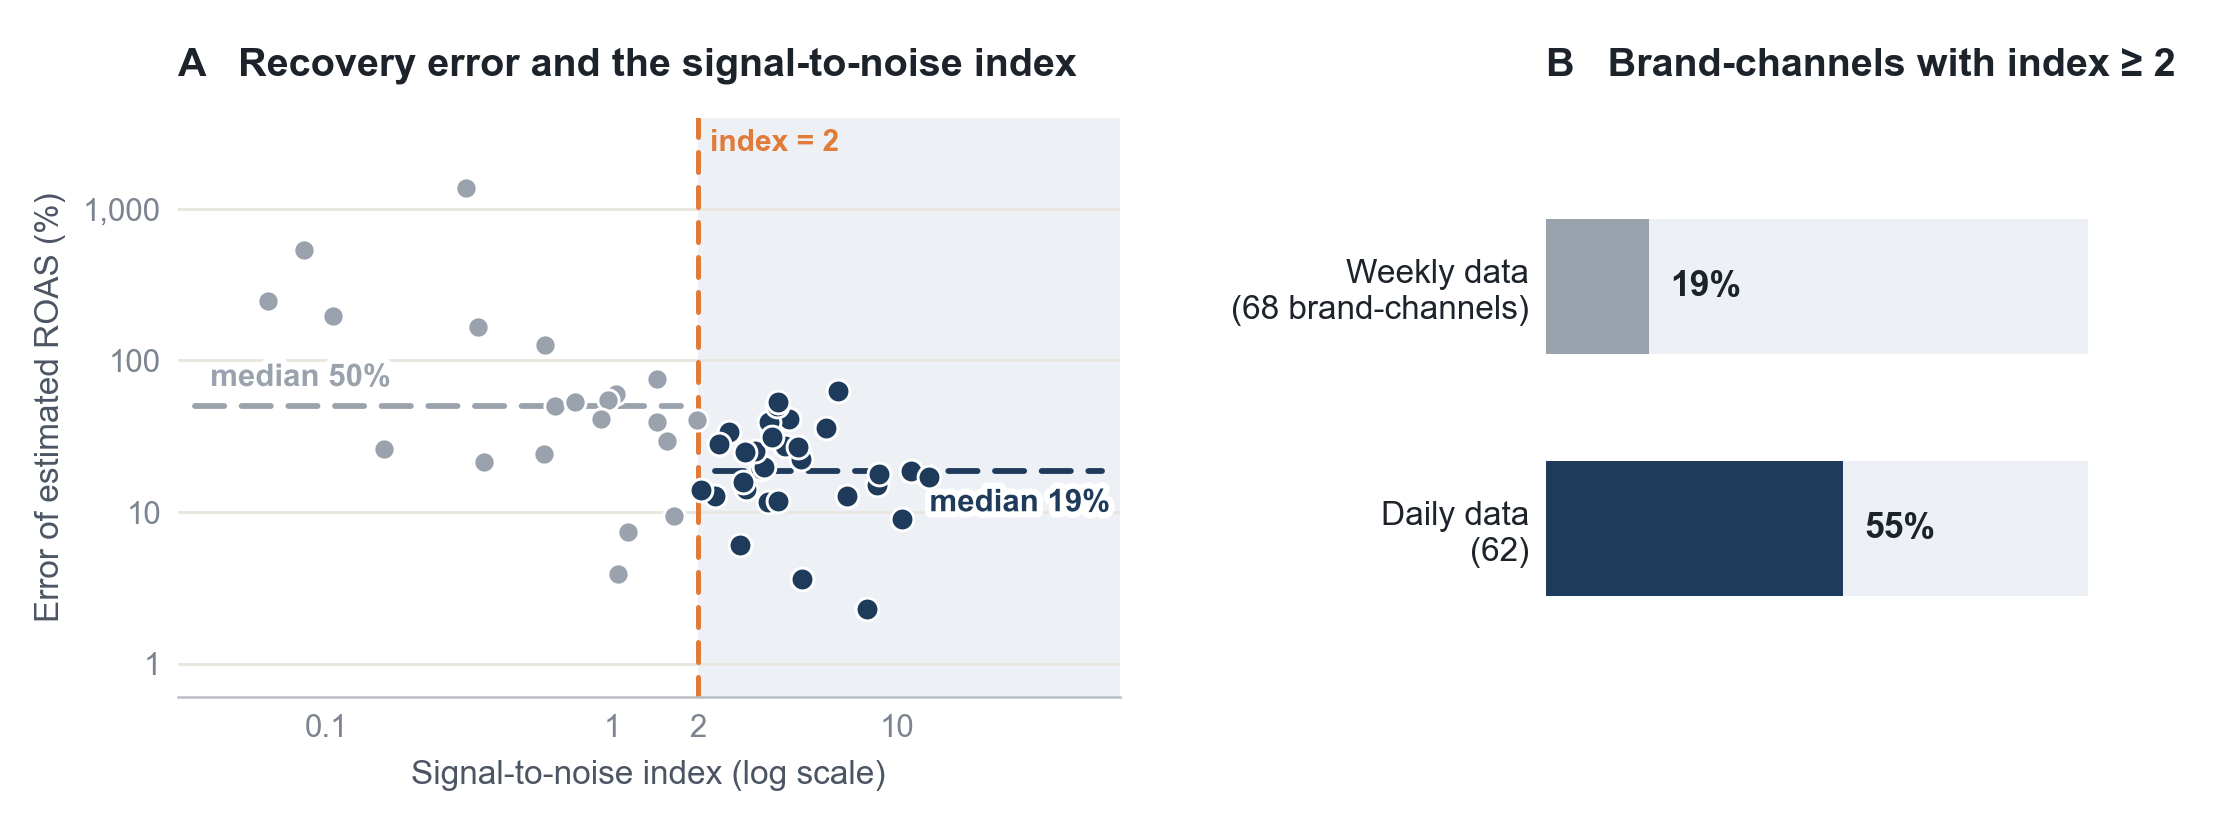 A Recovery error and the signal-to-noise index
index = 2
1,000
100
10
1
median 50%
median 19%
Error of estimated ROAS (%)
0.1 1 2 10
Signal-to-noise index (log scale)
B Brand-channels with index ≥ 2
Weekly data
(68 brand-channels)
19%
Daily data
(62)
55%